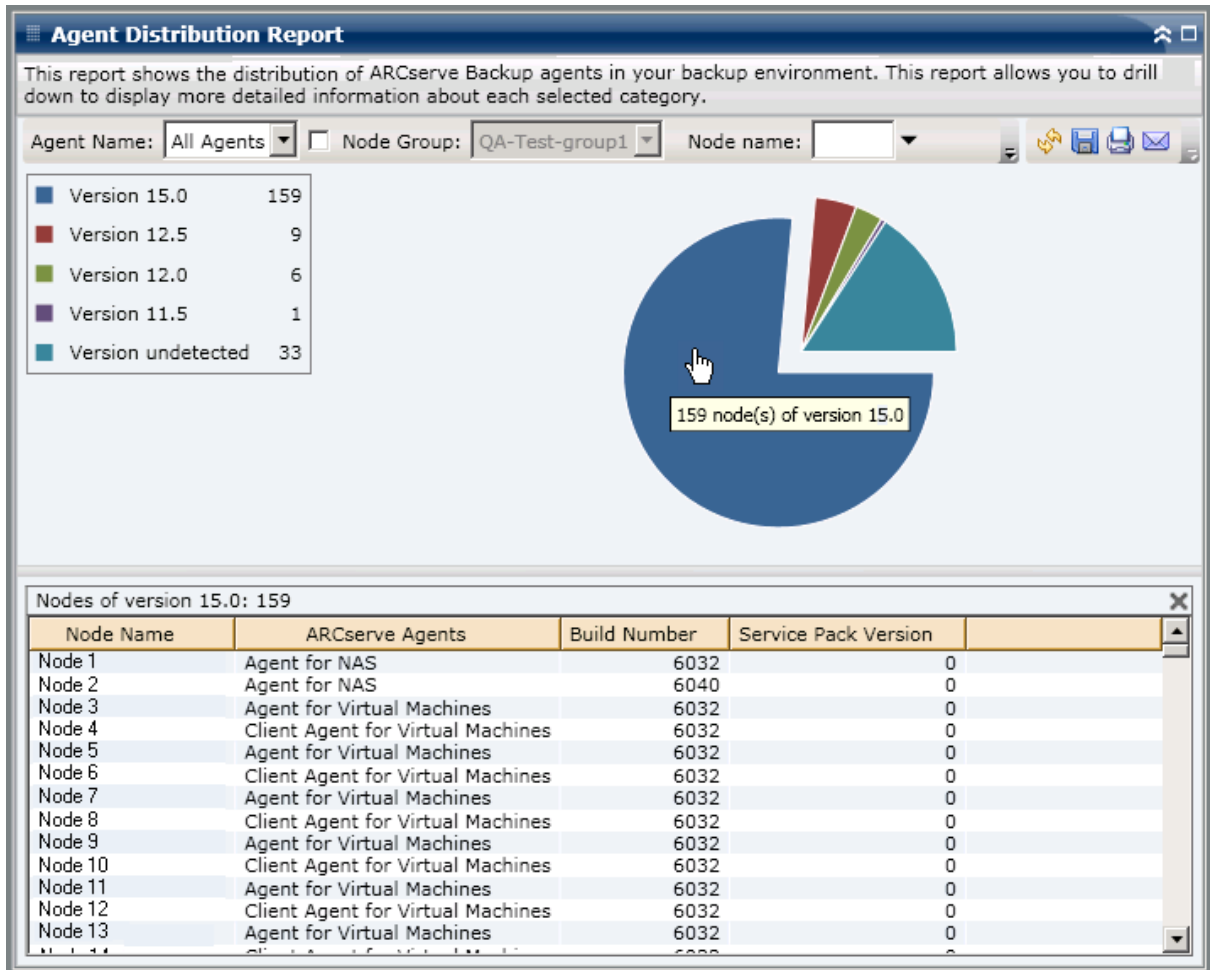 Agent Distribution Report
This report shows the distribution of ARCserve Backup agents in your backup environment. This report allows you to drill
down to display more detailed information about each selected category.
Agent Name: All Agents Node Group: QA-Test-group1 Node name:
Version 15.0 159
Version 12.5 9
Version 12.0 6
Version 11.5 1
Version undetected 33
159 node(s) of version 15.0
Nodes of version 15.0: 159
Node Name ARCserve Agents Build Number Service Pack Version
Node 1 Agent for NAS 6032 0
Node 2 Agent for NAS 6040 0
Node 3 Agent for Virtual Machines 6032 0
Node 4 Client Agent for Virtual Machines 6032 0
Node 5 Agent for Virtual Machines 6032 0
Node 6 Client Agent for Virtual Machines 6032 0
Node 7 Agent for Virtual Machines 6032 0
Node 8 Client Agent for Virtual Machines 6032 0
Node 9 Agent for Virtual Machines 6032 0
Node 10 Client Agent for Virtual Machines 6032 0
Node 11 Agent for Virtual Machines 6032 0
Node 12 Client Agent for Virtual Machines 6032 0
Node 13 Agent for Virtual Machines 6032 0